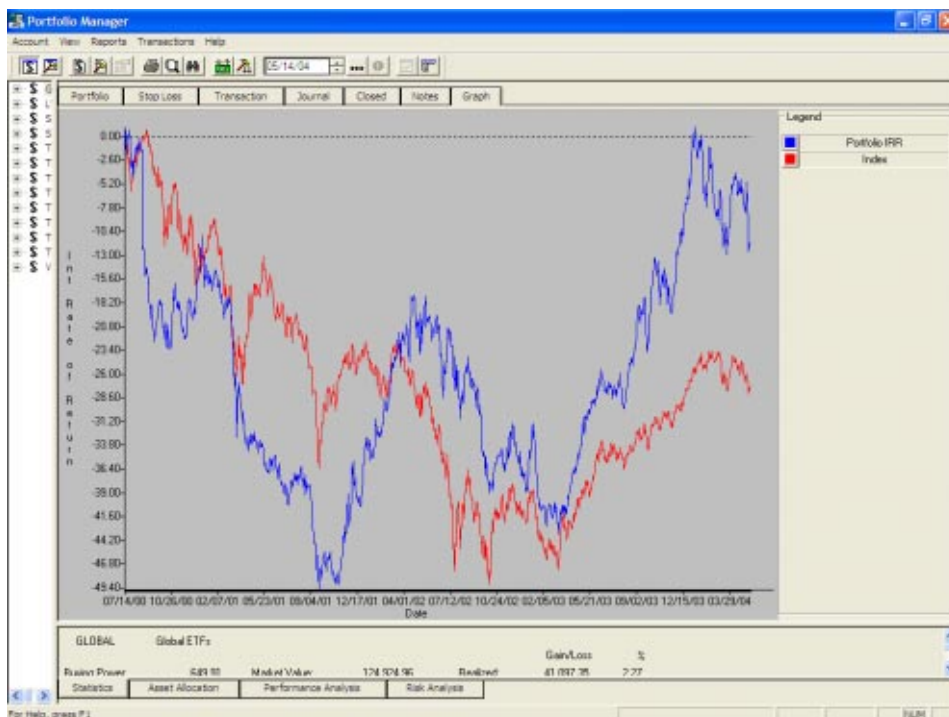 Portfolio Manager
Account View Reports Transactions Help
05/14/04
Portfolio Stop Loss Transaction Journal Closed Notes Graph
Legend
Portfolio IRR
Index
0.00
-2.60
-5.20
-7.80
-10.40
-13.00
-15.60
-18.20
-20.80
-23.40
-26.00
-28.60
-31.20
-33.80
-36.40
-39.00
-41.60
-44.20
-46.80
-49.40
Int Rate of Return
07/14/00 10/26/00 02/07/01 05/23/01 09/04/01 12/17/01 04/01/02 07/12/02 10/24/02 02/05/03 05/21/03 09/02/03 12/15/03 03/29/04
Date
GLOBAL Global ETFs
Gain/Loss %
Buying Power Market Value: 124,924.96 Realized: 2.27
Statistics Asset Allocation Performance Analysis Risk Analysis
For Help, press F1
NUM